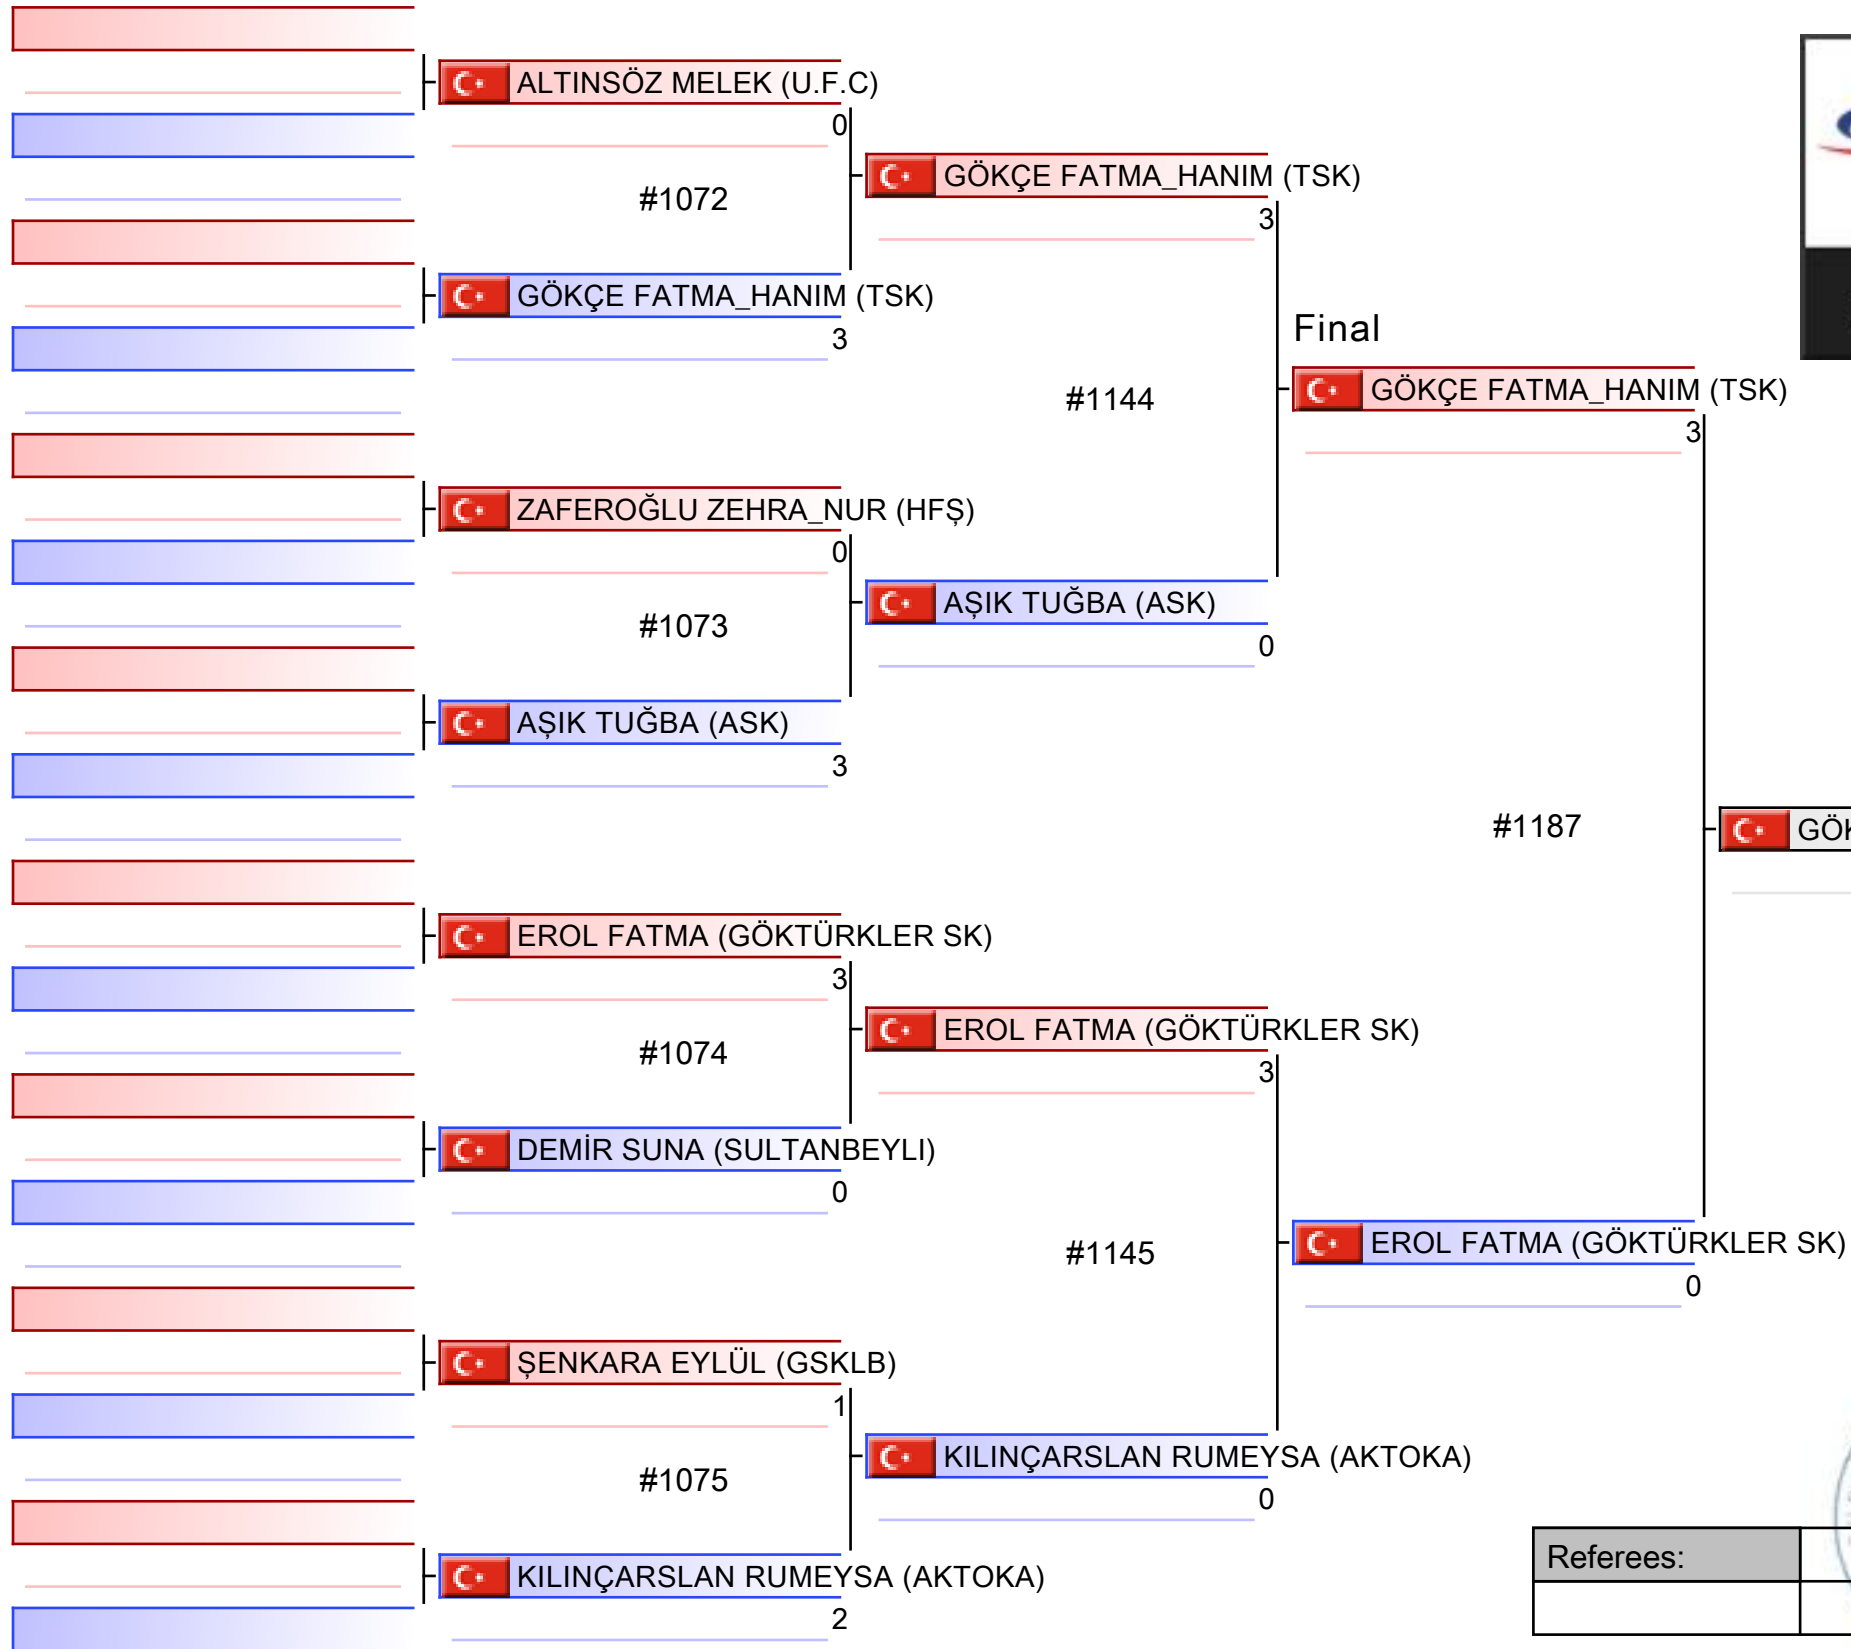 ALTINSÖZ MELEK (U.F.C)
0
#1072
GÖKÇE FATMA_HANIM (TSK)
3
ZAFEROĞLU ZEHRA_NUR (HFŞ)
0
#1073
AŞIK TUĞBA (ASK)
3
EROL FATMA (GÖKTÜRKLER SK)
3
#1074
DEMİR SUNA (SULTANBEYLI)
0
ŞENKARA EYLÜL (GSKLB)
1
#1075
KILINÇARSLAN RUMEYSA (AKTOKA)
2
GÖKÇE FATMA_HANIM (TSK)
3
#1144
AŞIK TUĞBA (ASK)
0
EROL FATMA (GÖKTÜRKLER SK)
3
#1145
KILINÇARSLAN RUMEYSA (AKTOKA)
0
Final
GÖKÇE FATMA_HANIM (TSK)
3
#1187
EROL FATMA (GÖKTÜRKLER SK)
0
Referees: